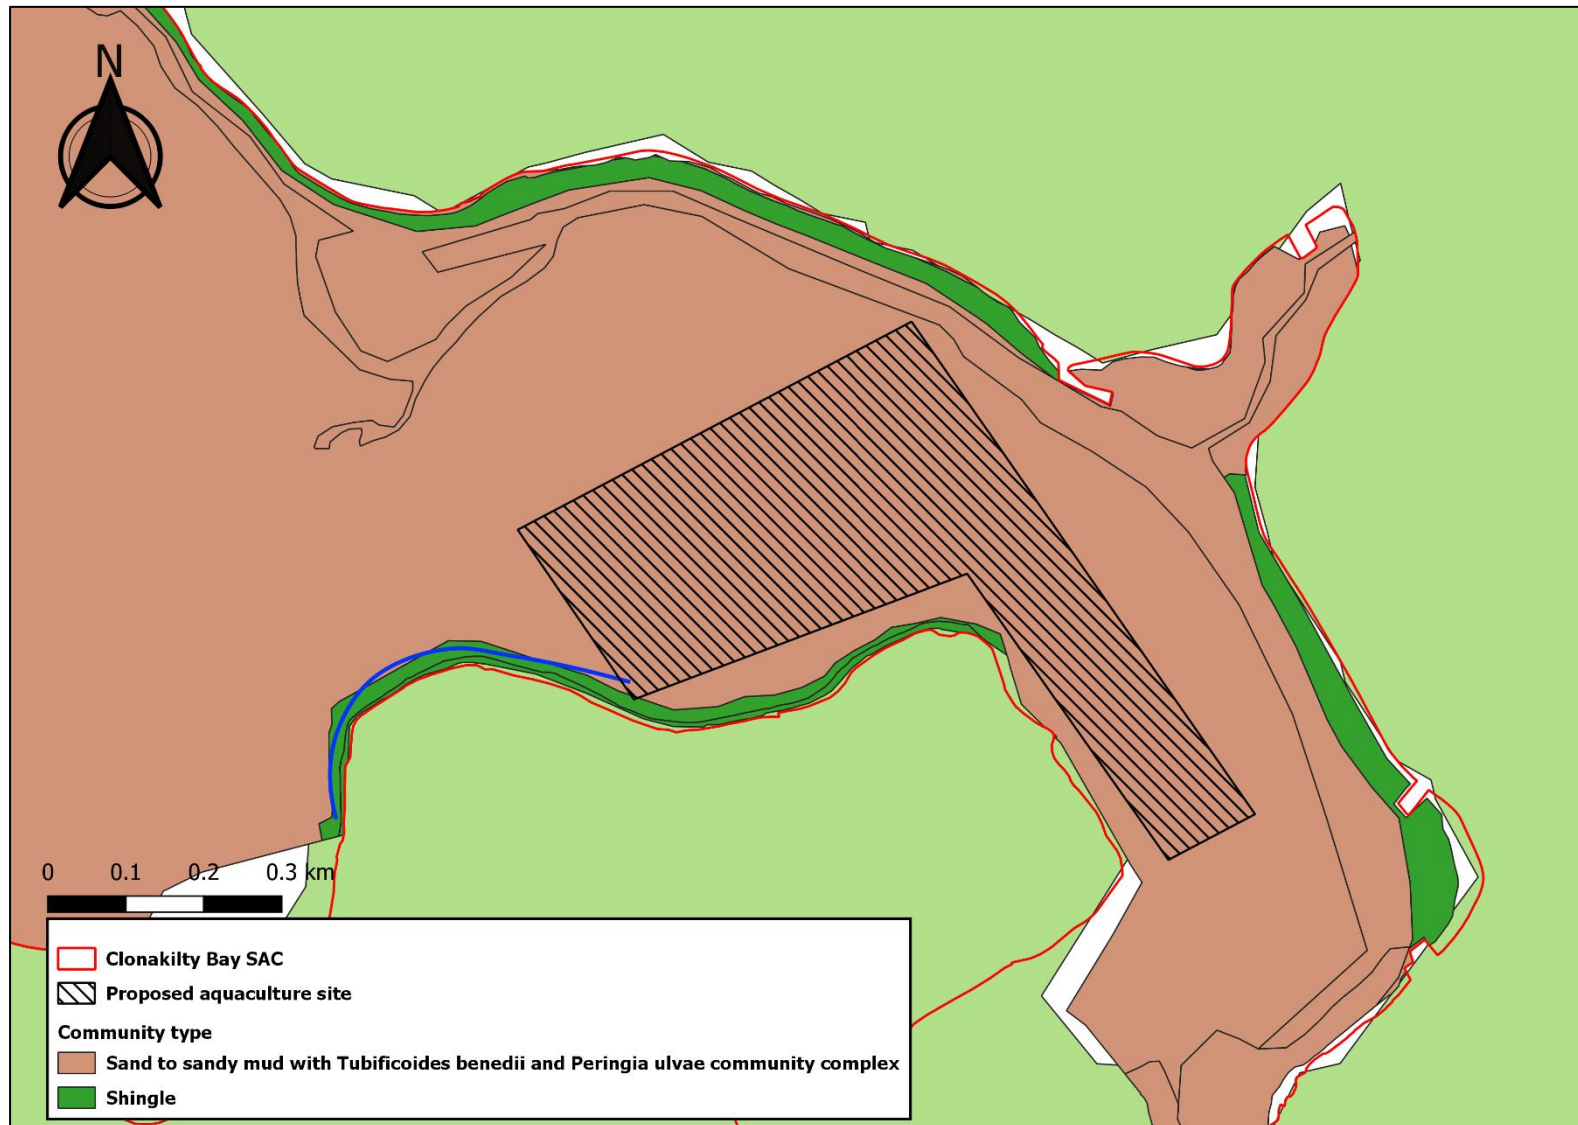 N
0 0.1 0.2 0.3 km
Clonakilty Bay SAC
Proposed aquaculture site
Community type
Sand to sandy mud with Tubificoides benedii and Peringia ulvae community complex
Shingle